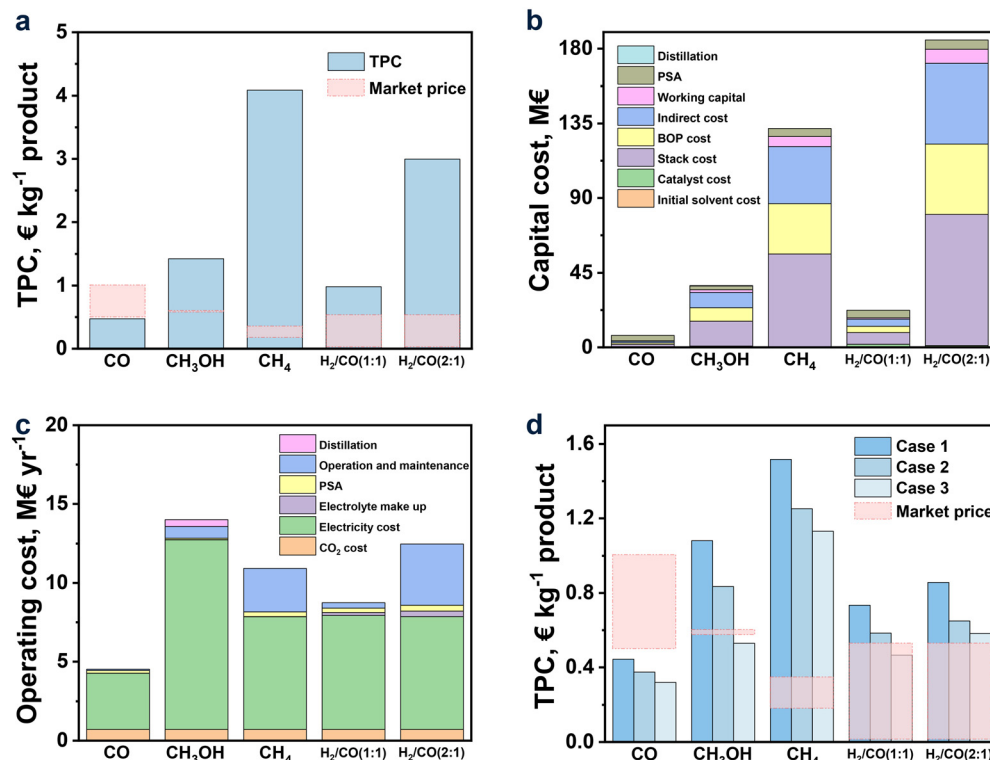 a
TPC, € kg⁻¹ product
5
4
3
2
1
0
TPC
Market price
CO
CH₃OH
CH₄
H₂/CO(1:1)
H₂/CO(2:1)
b
Capital cost, M€
180
135
90
45
0
Distillation
PSA
Working capital
Indirect cost
BOP cost
Stack cost
Catalyst cost
Initial solvent cost
CO
CH₃OH
CH₄
H₂/CO(1:1)
H₂/CO(2:1)
c
Operating cost, M€ yr⁻¹
20
15
10
5
0
Distillation
Operation and maintenance
PSA
Electrolyte make up
Electricity cost
CO₂ cost
CO
CH₃OH
CH₄
H₂/CO(1:1)
H₂/CO(2:1)
d
TPC, € kg⁻¹ product
1.6
1.2
0.8
0.4
0.0
Case 1
Case 2
Case 3
Market price
CO
CH₃OH
CH₄
H₂/CO(1:1)
H₂/CO(2:1)